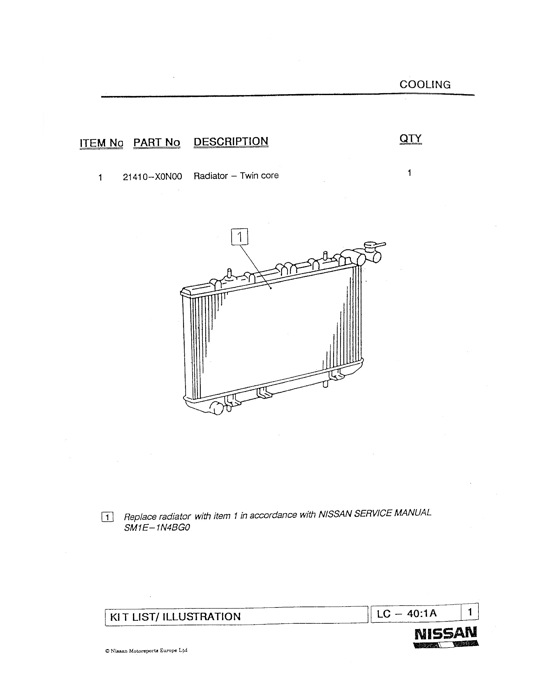 COOLING
ITEM No PART No DESCRIPTION QTY
1 21410-X0N00 Radiator - Twin core 1
1
1 Replace radiator with item 1 in accordance with NISSAN SERVICE MANUAL
SM1E-1N4BG0
KIT LIST/ ILLUSTRATION LC - 40:1A 1
NISSAN
© Nissan Motorsports Europe Ltd